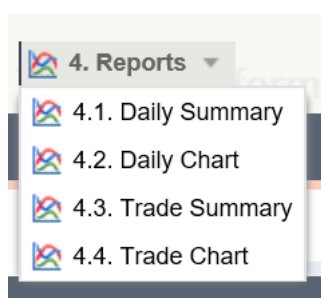 4. Reports
4.1. Daily Summary
4.2. Daily Chart
4.3. Trade Summary
4.4. Trade Chart